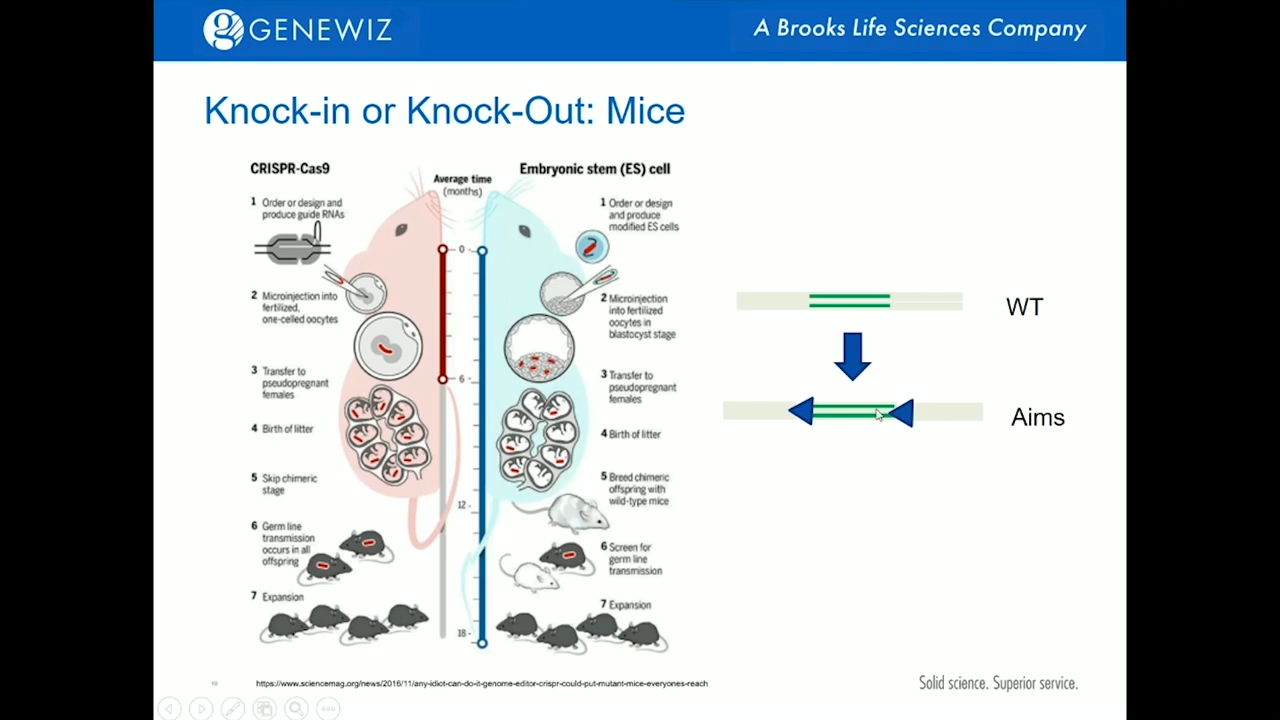 GENEWIZ
A Brooks Life Sciences Company
Knock-in or Knock-Out: Mice
CRISPR-Cas9
1 Order or design and
produce guide RNAs
2 Microinjection into
fertilized,
one-celled oocytes
3 Transfer to
pseudopregnant
females
4 Birth of litter
5 Skip chimeric
stage
6 Germ line
transmission
occurs in all
offspring
7 Expansion
Average time
(months)
0
6
12
18
Embryonic stem (ES) cell
1 Order or design
and produce
modified ES cells
2 Microinjection
into fertilized
oocytes in
blastocyst stage
3 Transfer to
pseudopregnant
females
4 Birth of litter
5 Breed chimeric
offspring with
wild-type mice
6 Screen for
germ line
transmission
7 Expansion
WT
Aims
10
https://www.sciencemag.org/news/2016/11/any-idiot-can-do-it-genome-editor-crispr-could-put-mutant-mice-everyones-reach
Solid science. Superior service.